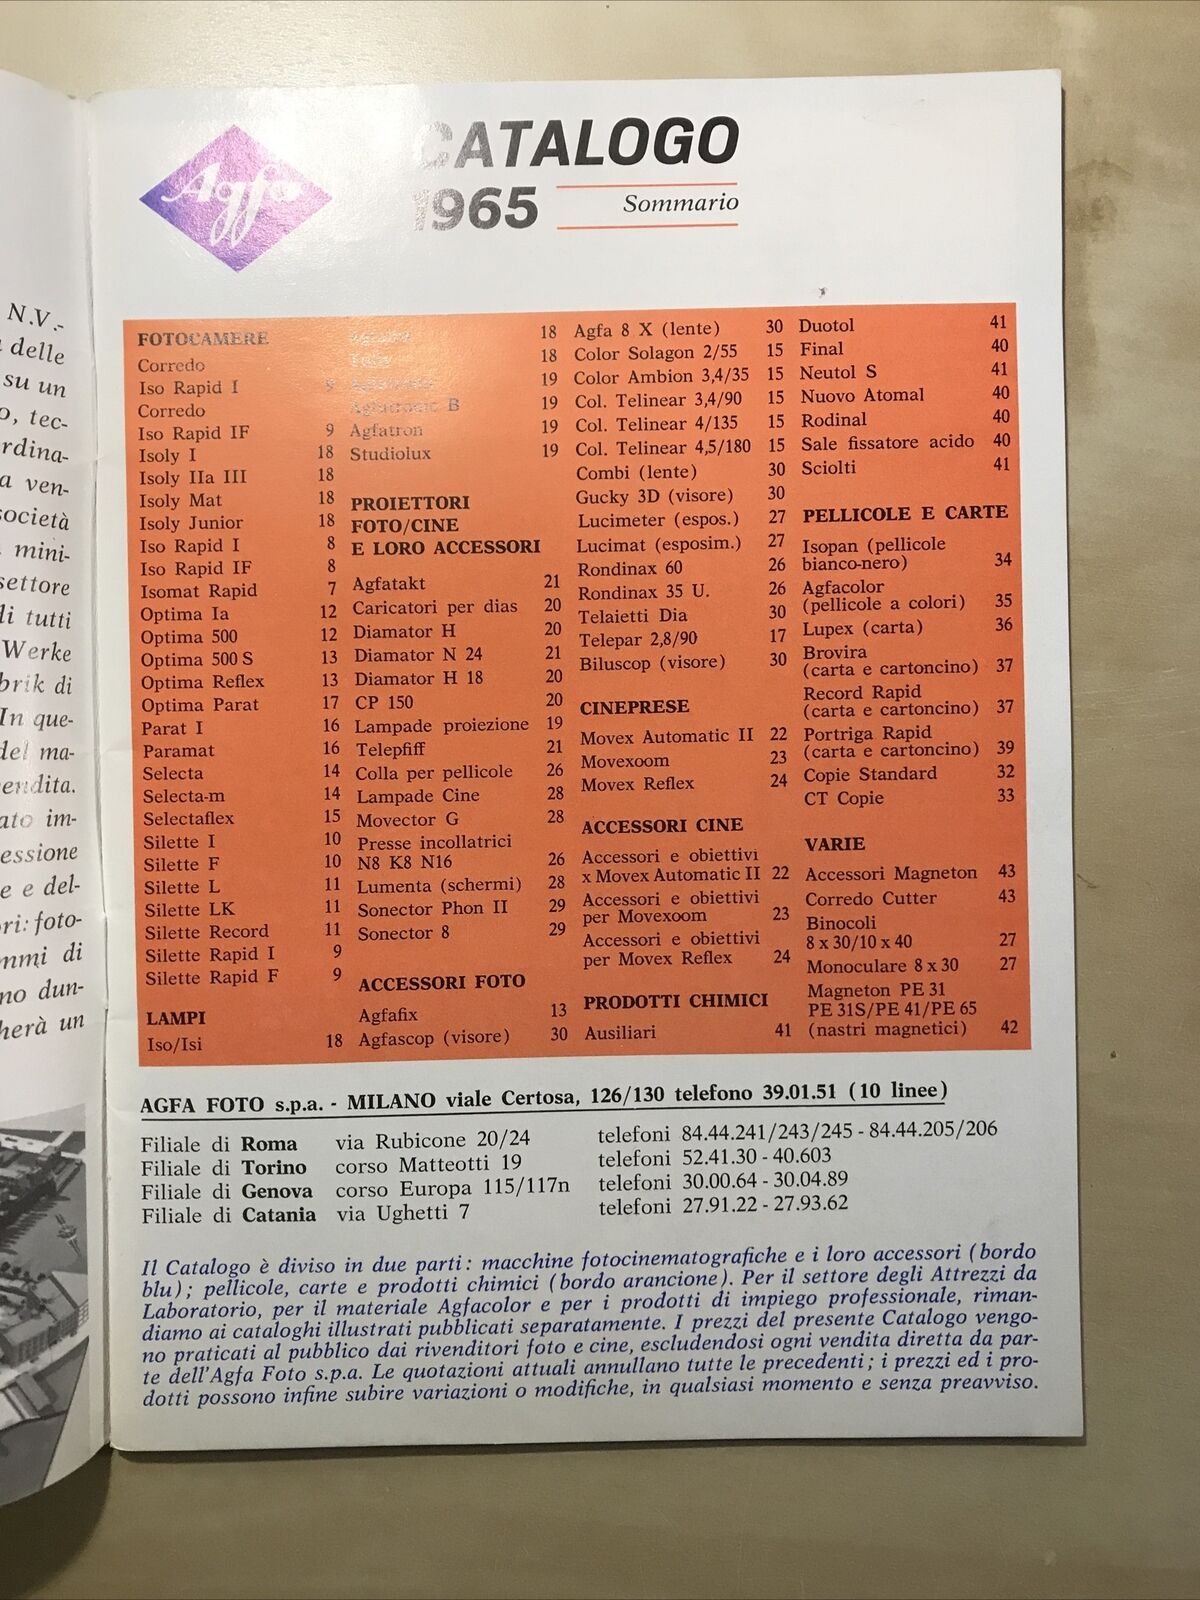 N.V.-
delle
su un
o, tec-
rdina-
a ven-
società
mini-
settore
di tutti
Werke
brik di
In que-
del ma-
endita.
ato im-
essione
e e del-
ri: foto-
mmi di
no dun-
herà un
Agfa
CATALOGO
1965
Sommario
FOTOCAMERE
Corredo
Iso Rapid I 9
Corredo
Iso Rapid IF 9
Isoly I 18
Isoly IIa III 18
Isoly Mat 18
Isoly Junior 18
Iso Rapid I 8
Iso Rapid IF 8
Isomat Rapid 7
Optima Ia 12
Optima 500 12
Optima 500 S 13
Optima Reflex 13
Optima Parat 17
Parat I 16
Paramat 16
Selecta 14
Selecta-m 14
Selectaflex 15
Silette I 10
Silette F 10
Silette L 11
Silette LK 11
Silette Record 11
Silette Rapid I 9
Silette Rapid F 9
LAMPI
Iso/Isi 18
18
18
19
Agfatronic B 19
Agfatron 19
Studiolux 19
PROIETTORI
FOTO/CINE
E LORO ACCESSORI
Agfatakt 21
Caricatori per dias 20
Diamator H 20
Diamator N 24 21
Diamator H 18 20
CP 150 20
Lampade proiezione 19
Telepfiff 21
Colla per pellicole 26
Lampade Cine 28
Movector G 28
Presse incollatrici
N8 K8 N16 26
Lumenta (schermi) 28
Sonector Phon II 29
Sonector 8 29
ACCESSORI FOTO
Agfafix 13
Agfascop (visore) 30
Agfa 8 X (lente) 30
Color Solagon 2/55 15
Color Ambion 3,4/35 15
Col. Telinear 3,4/90 15
Col. Telinear 4/135 15
Col. Telinear 4,5/180 15
Combi (lente) 30
Gucky 3D (visore) 30
Lucimeter (espos.) 27
Lucimat (esposim.) 27
Rondinax 60 26
Rondinax 35 U. 26
Telaietti Dia 30
Telepar 2,8/90 17
Biluscop (visore) 30
CINEPRESE
Movex Automatic II 22
Movexoom 23
Movex Reflex 24
ACCESSORI CINE
Accessori e obiettivi
x Movex Automatic II 22
Accessori e obiettivi
per Movexoom 23
Accessori e obiettivi
per Movex Reflex 24
PRODOTTI CHIMICI
Ausiliari 41
Duotol 41
Final 40
Neutol S 41
Nuovo Atomal 40
Rodinal 40
Sale fissatore acido 40
Sciolti 41
PELLICOLE E CARTE
Isopan (pellicole
bianco-nero) 34
Agfacolor
(pellicole a colori) 35
Lupex (carta) 36
Brovira
(carta e cartoncino) 37
Record Rapid
(carta e cartoncino) 37
Portriga Rapid
(carta e cartoncino) 39
Copie Standard 32
CT Copie 33
VARIE
Accessori Magneton 43
Corredo Cutter 43
Binocoli
8 x 30/10 x 40 27
Monoculare 8 x 30 27
Magneton PE 31
PE 31S/PE 41/PE 65
(nastri magnetici) 42
AGFA FOTO s.p.a. - MILANO viale Certosa, 126/130 telefono 39.01.51 (10 linee)
Filiale di Roma via Rubicone 20/24 telefoni 84.44.241/243/245 - 84.44.205/206
Filiale di Torino corso Matteotti 19 telefoni 52.41.30 - 40.603
Filiale di Genova corso Europa 115/117n telefoni 30.00.64 - 30.04.89
Filiale di Catania via Ughetti 7 telefoni 27.91.22 - 27.93.62
Il Catalogo è diviso in due parti : macchine fotocinematografiche e i loro accessori (bordo
blu) ; pellicole, carte e prodotti chimici (bordo arancione). Per il settore degli Attrezzi da
Laboratorio, per il materiale Agfacolor e per i prodotti di impiego professionale, riman-
diamo ai cataloghi illustrati pubblicati separatamente. I prezzi del presente Catalogo vengo-
no praticati al pubblico dai rivenditori foto e cine, escludendosi ogni vendita diretta da par-
te dell'Agfa Foto s.p.a. Le quotazioni attuali annullano tutte le precedenti ; i prezzi ed i pro-
dotti possono infine subire variazioni o modifiche, in qualsiasi momento e senza preavviso.